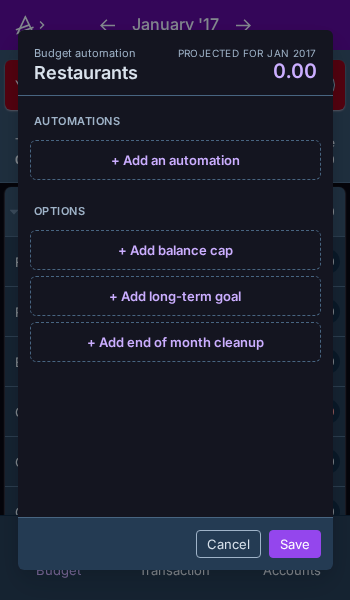 January '17
Budget automation
Restaurants
PROJECTED FOR JAN 2017
0.00
AUTOMATIONS
+ Add an automation
OPTIONS
+ Add balance cap
+ Add long-term goal
+ Add end of month cleanup
Cancel
Save
Budget
Transaction
Accounts